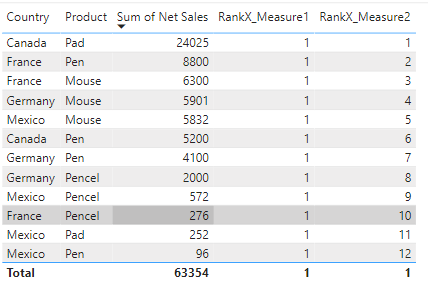 Country Product Sum of Net Sales RankX_Measure1 RankX_Measure2
Canada Pad 24025 1 1
France Pen 8800 1 2
France Mouse 6300 1 3
Germany Mouse 5901 1 4
Mexico Mouse 5832 1 5
Canada Pen 5200 1 6
Germany Pen 4100 1 7
Germany Pencel 2000 1 8
Mexico Pencel 572 1 9
France Pencel 276 1 10
Mexico Pad 252 1 11
Mexico Pen 96 1 12
Total 63354 1 1